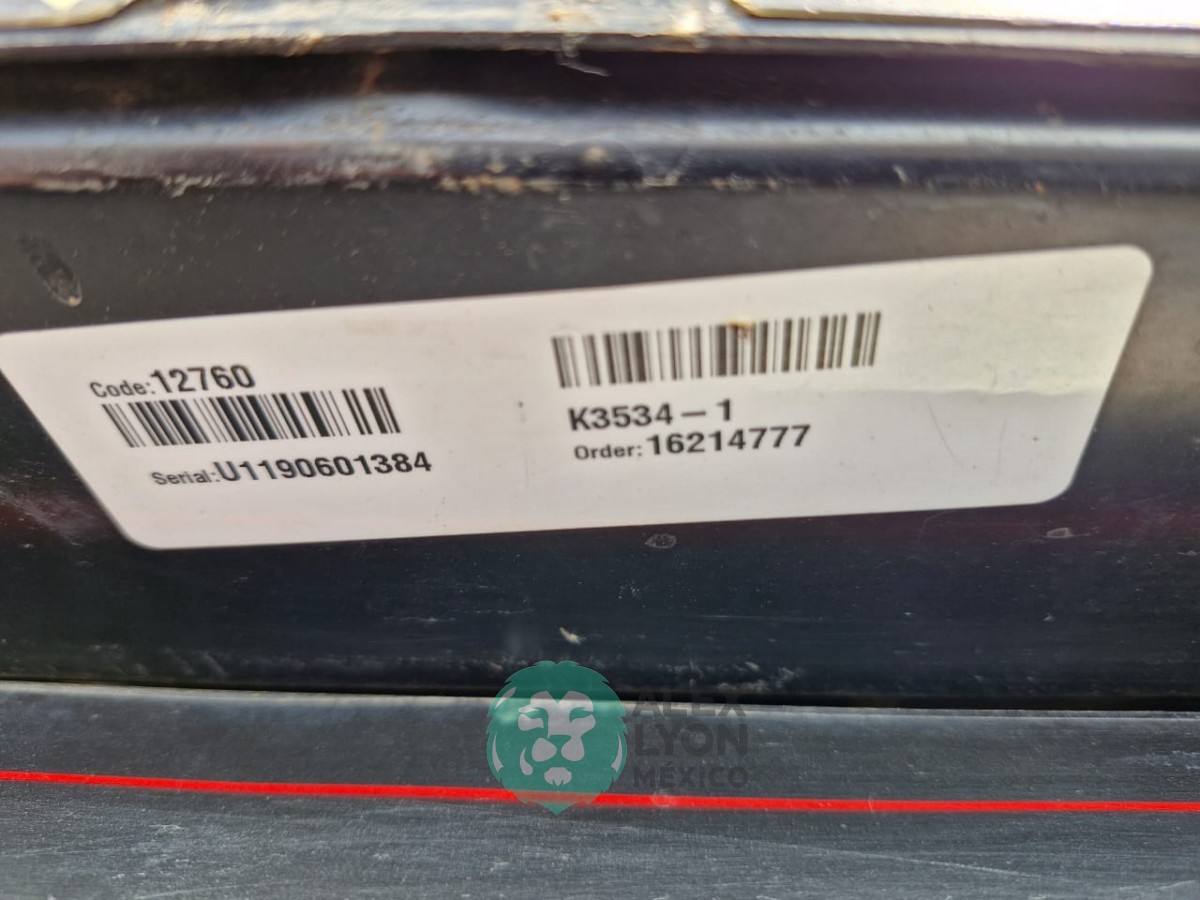 Code:12760
Serial:U1190601384
K3534-1
Order:16214777
ALEX
LYON
MÉXICO